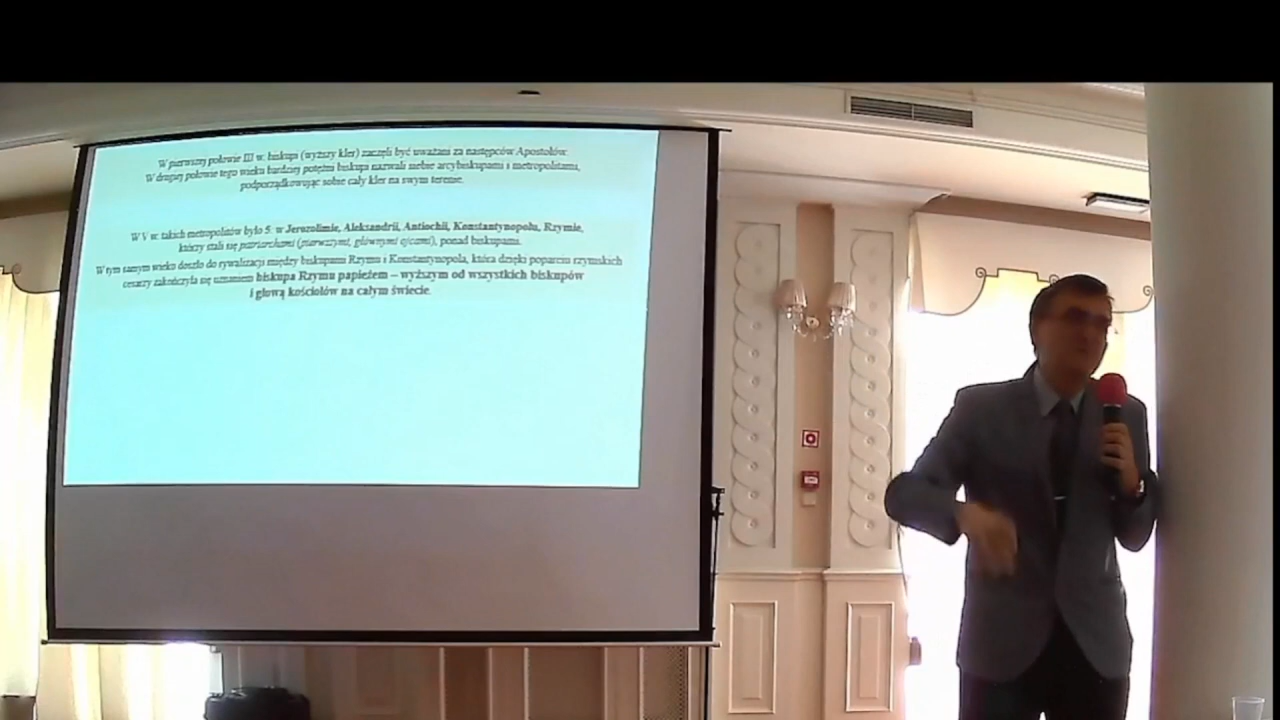 W pierwszej połowie III w. biskupi (wyższy kler) zaczęli być uważani za następców Apostołów.
W drugiej połowie tego wieku bardziej potężni biskupi nazwali siebie arcybiskupami i metropolitami,
podporządkowując sobie cały kler na swym terenie.
W V w. takich metropolitów było 5: w Jerozolimie, Aleksandrii, Antiochii, Konstantynopolu, Rzymie,
którzy stali się patriarchami (pierwszymi, głównymi ojcami), ponad biskupami.
W tym samym wieku doszło do rywalizacji między biskupami Rzymu i Konstantynopola, która dzięki poparciu rzymskich
cesarzy zakończyła się uznaniem biskupa Rzymu papieżem – wyższym od wszystkich biskupów
i głową kościołów na całym świecie.